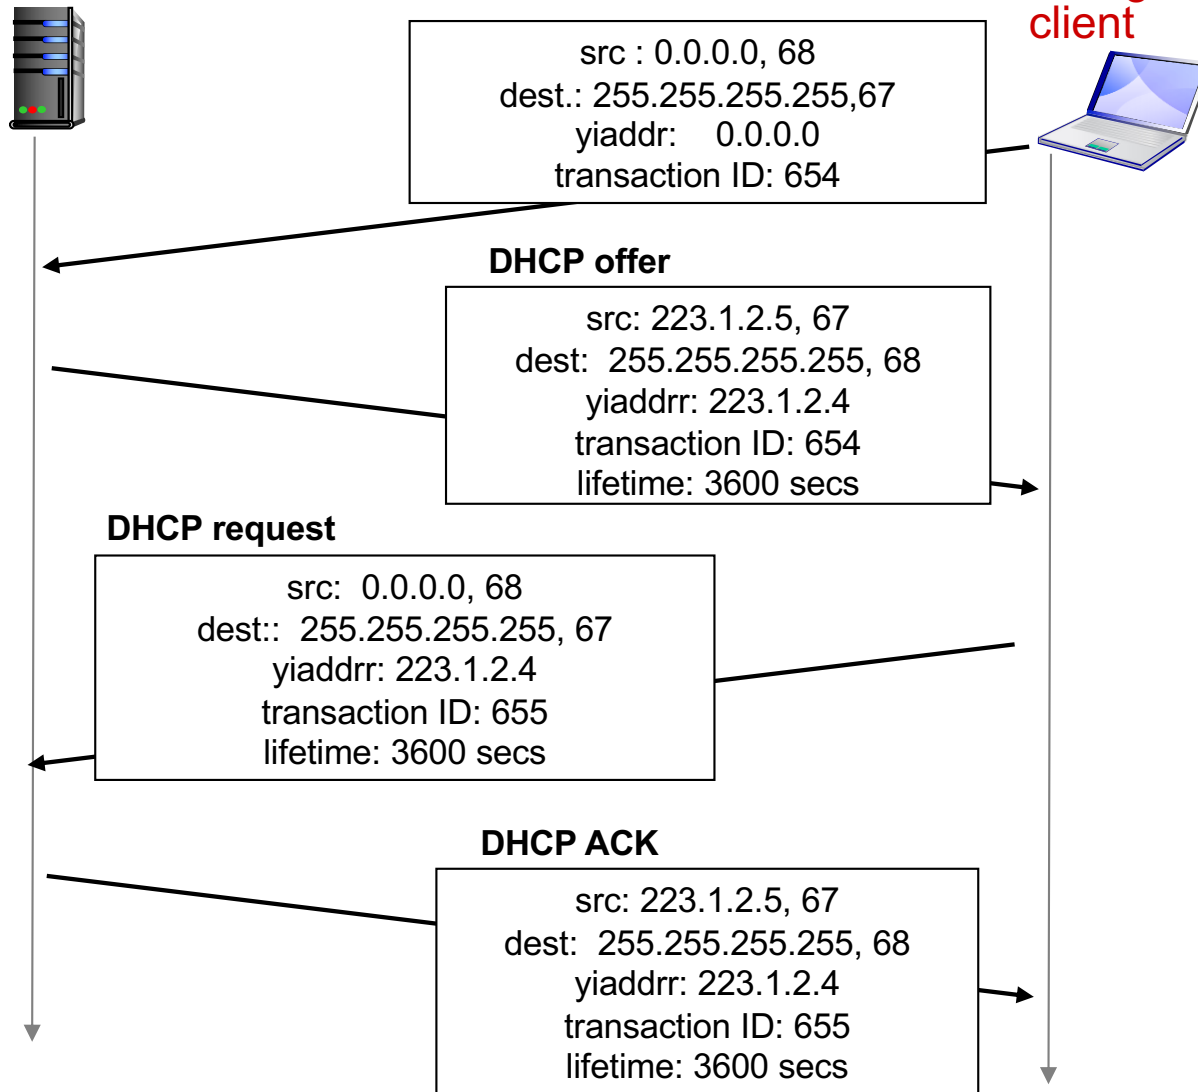 client
src : 0.0.0.0, 68
dest.: 255.255.255.255,67
yiaddr: 0.0.0.0
transaction ID: 654
DHCP offer
src: 223.1.2.5, 67
dest: 255.255.255.255, 68
yiaddrr: 223.1.2.4
transaction ID: 654
lifetime: 3600 secs
DHCP request
src: 0.0.0.0, 68
dest:: 255.255.255.255, 67
yiaddrr: 223.1.2.4
transaction ID: 655
lifetime: 3600 secs
DHCP ACK
src: 223.1.2.5, 67
dest: 255.255.255.255, 68
yiaddrr: 223.1.2.4
transaction ID: 655
lifetime: 3600 secs